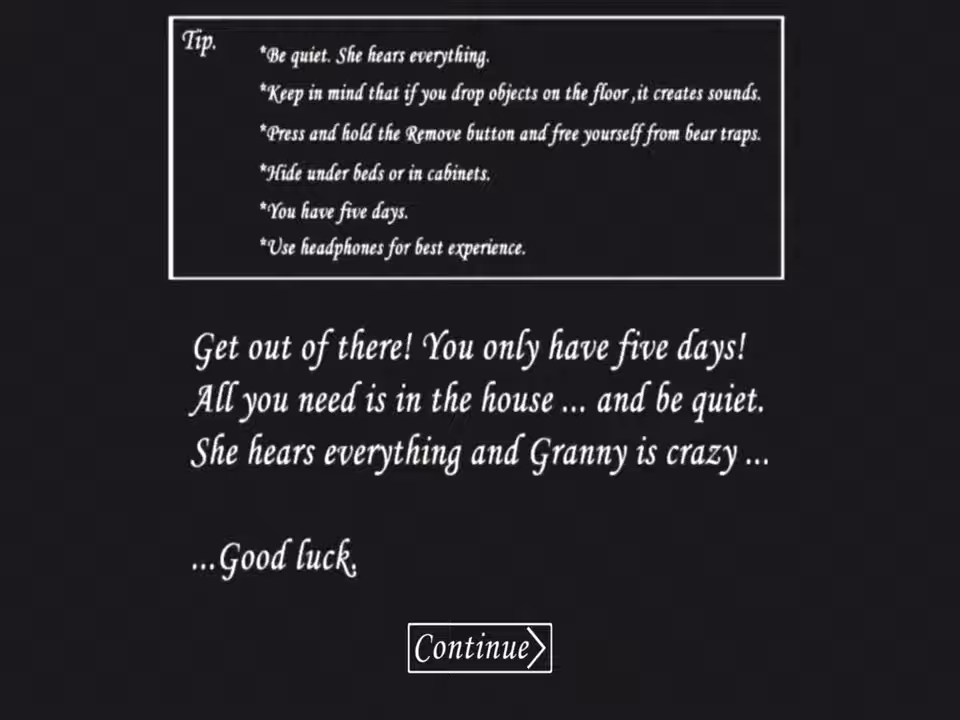 Tip.
*Be quiet. She hears everything.
*Keep in mind that if you drop objects on the floor ,it creates sounds.
*Press and hold the Remove button and free yourself from bear traps.
*Hide under beds or in cabinets.
*You have five days.
*Use headphones for best experience.
Get out of there! You only have five days!
All you need is in the house ... and be quiet.
She hears everything and Granny is crazy ...
...Good luck.
Continue>